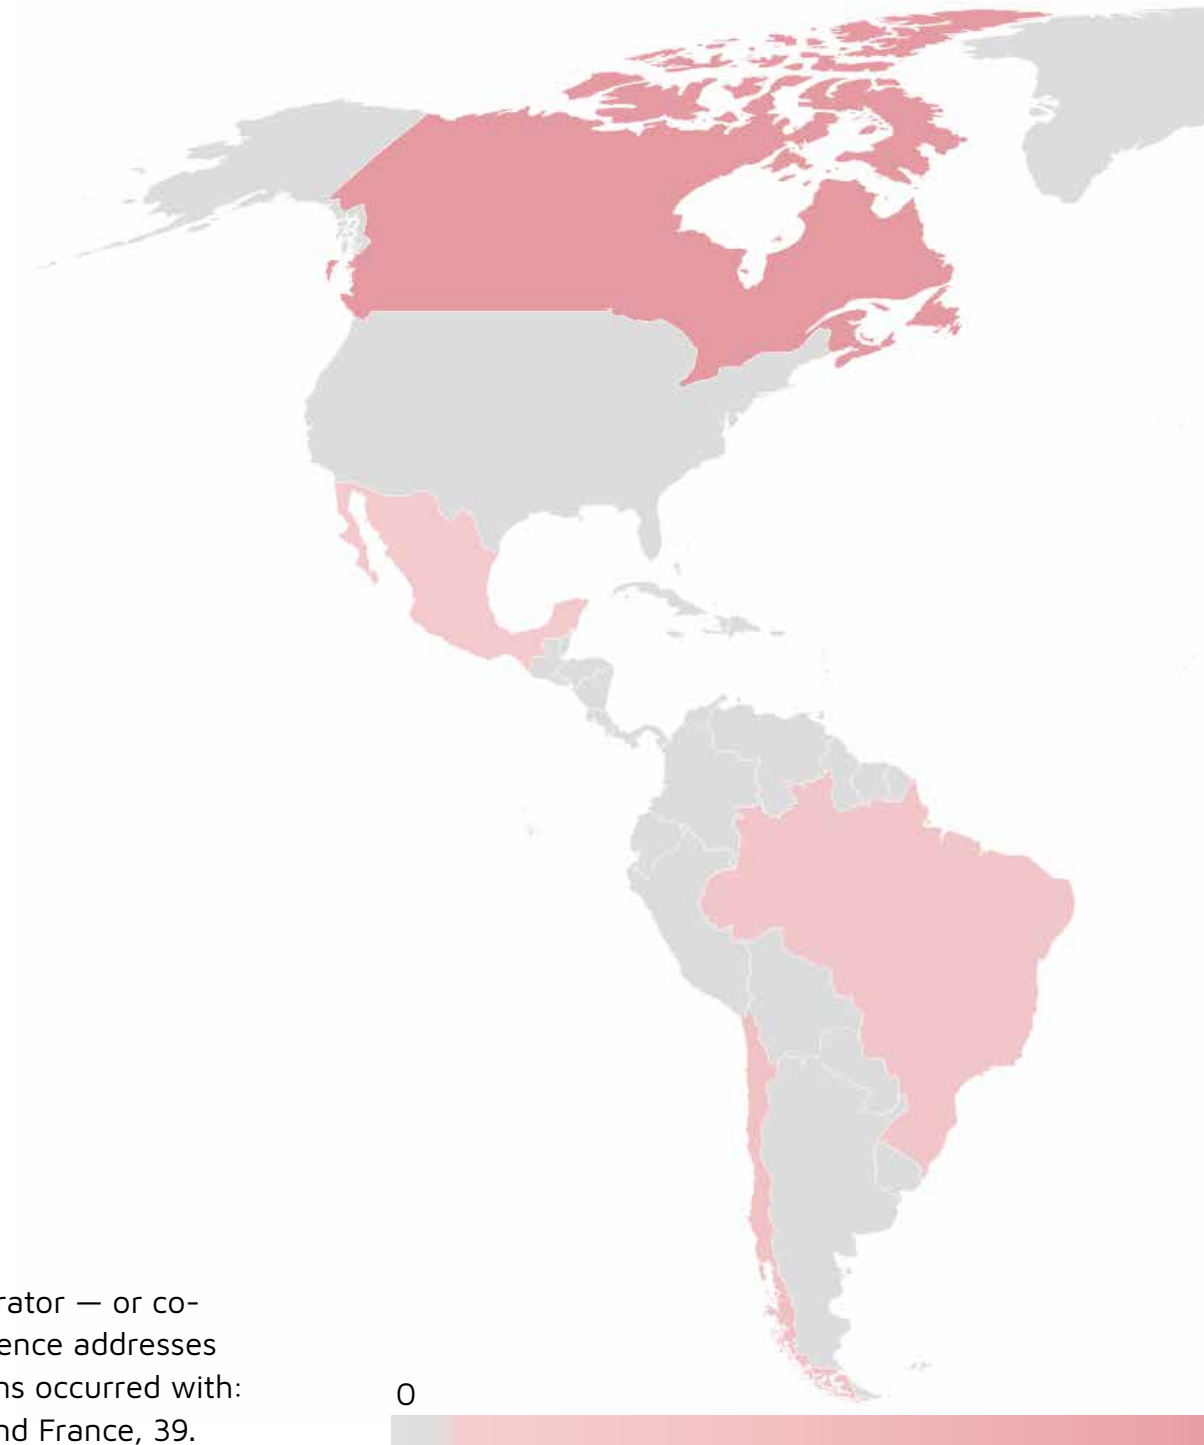 rator — or co-
ence addresses
ns occurred with:
nd France, 39.
0